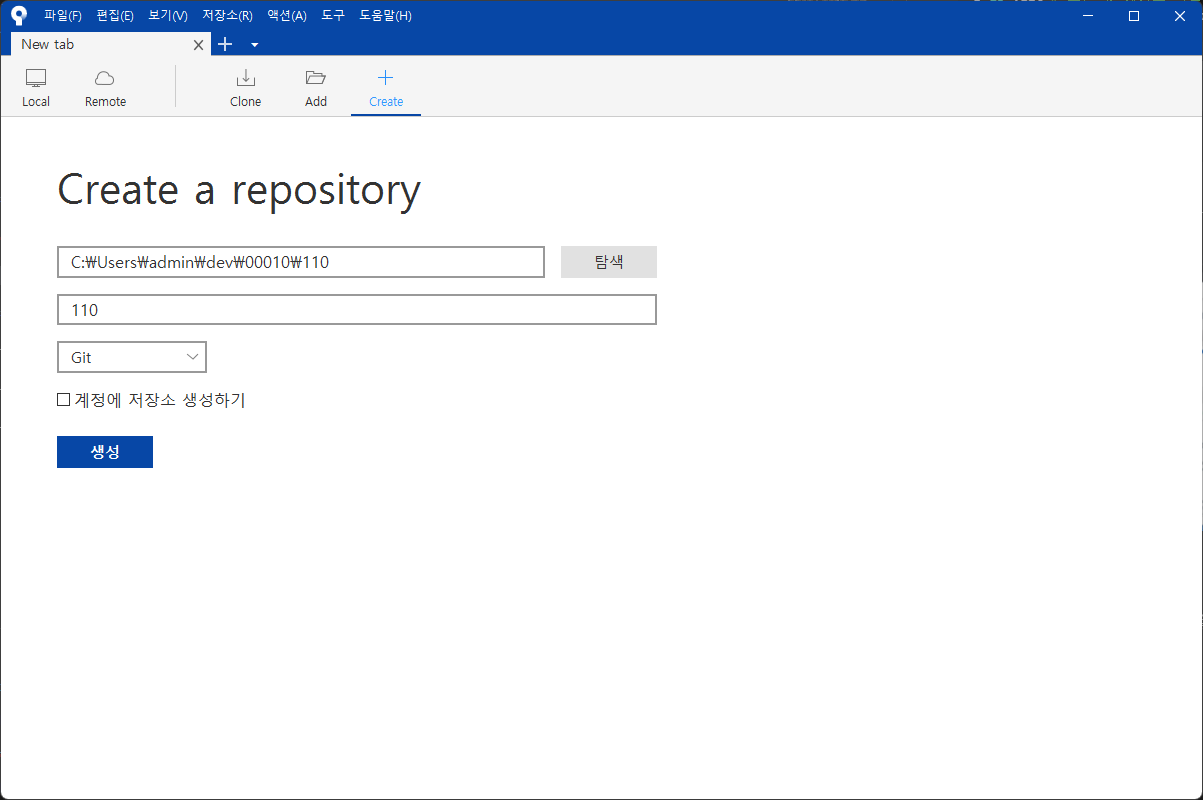 파일(F) 편집(E) 보기(V) 저장소(R) 액션(A) 도구 도움말(H)
New tab
Local Remote Clone Add Create
Create a repository
C:₩Users₩admin₩dev₩00010₩110 탐색
110
Git
계정에 저장소 생성하기
생성